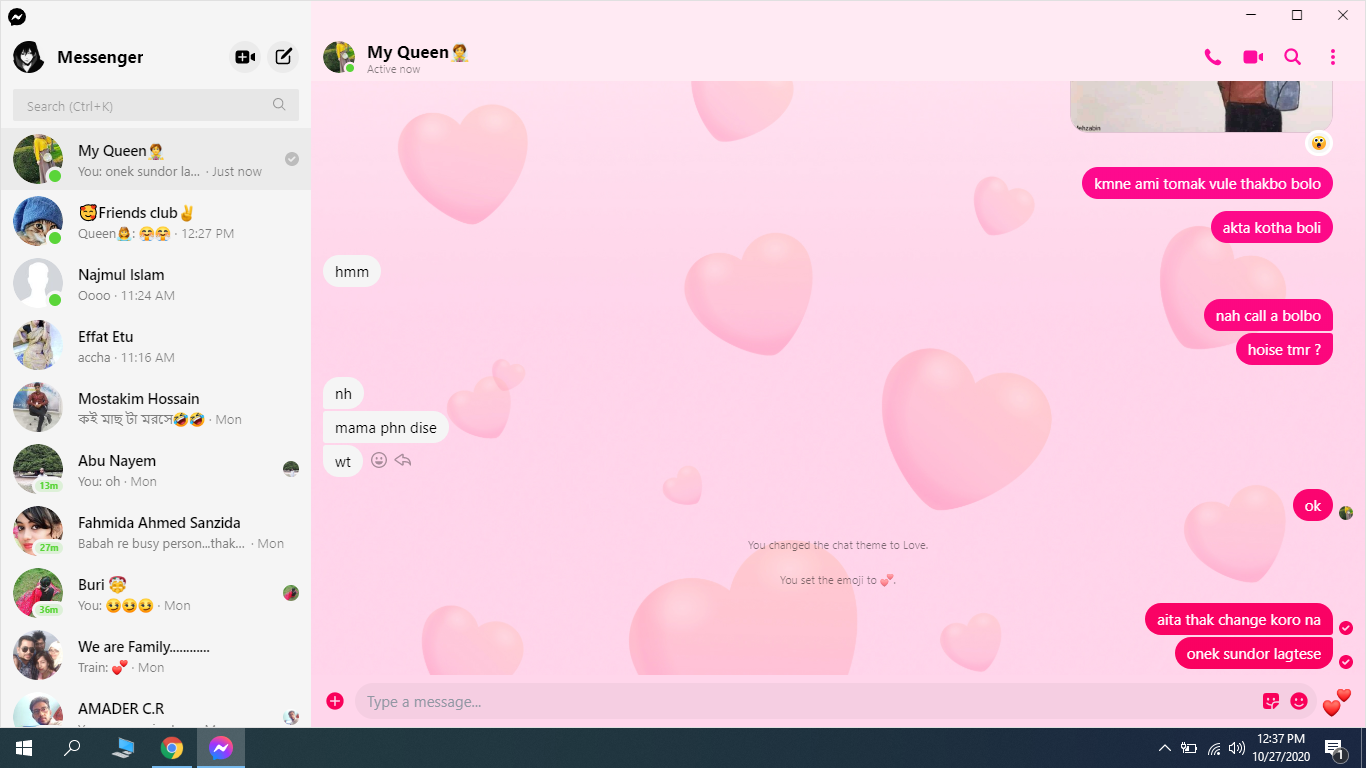 Messenger
Search (Ctrl+K)
My Queen🤦
You: onek sundor la... · Just now
🥰Friends club✌
Queen👰: 🤗🤗 · 12:27 PM
Najmul Islam
Oooo · 11:24 AM
Effat Etu
accha · 11:16 AM
Mostakim Hossain
কই মাছ টা মরসে🤣🤣 · Mon
Abu Nayem
You: oh · Mon
13m
Fahmida Ahmed Sanzida
Babah re busy person...thak... · Mon
27m
Buri
You: 😏😏😏 · Mon
36m
We are Family............
Train: 💕 · Mon
AMADER C.R
My Queen🤦
Active now
kmne ami tomak vule thakbo bolo
akta kotha boli
hmm
nah call a bolbo
hoise tmr ?
nh
mama phn dise
wt
ok
You changed the chat theme to Love.
You set the emoji to 💕.
aita thak change koro na
onek sundor lagtese
Type a message...
12:37 PM
10/27/2020
1